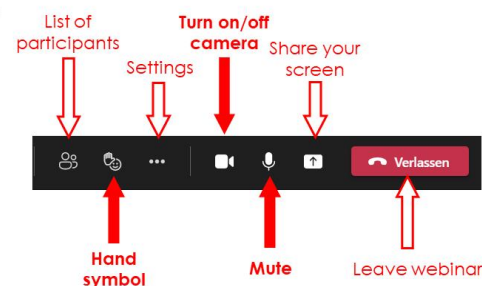 List of
participants
Settings
Turn on/off
camera
Share your
screen
Verlassen
Hand
symbol
Mute
Leave webinar